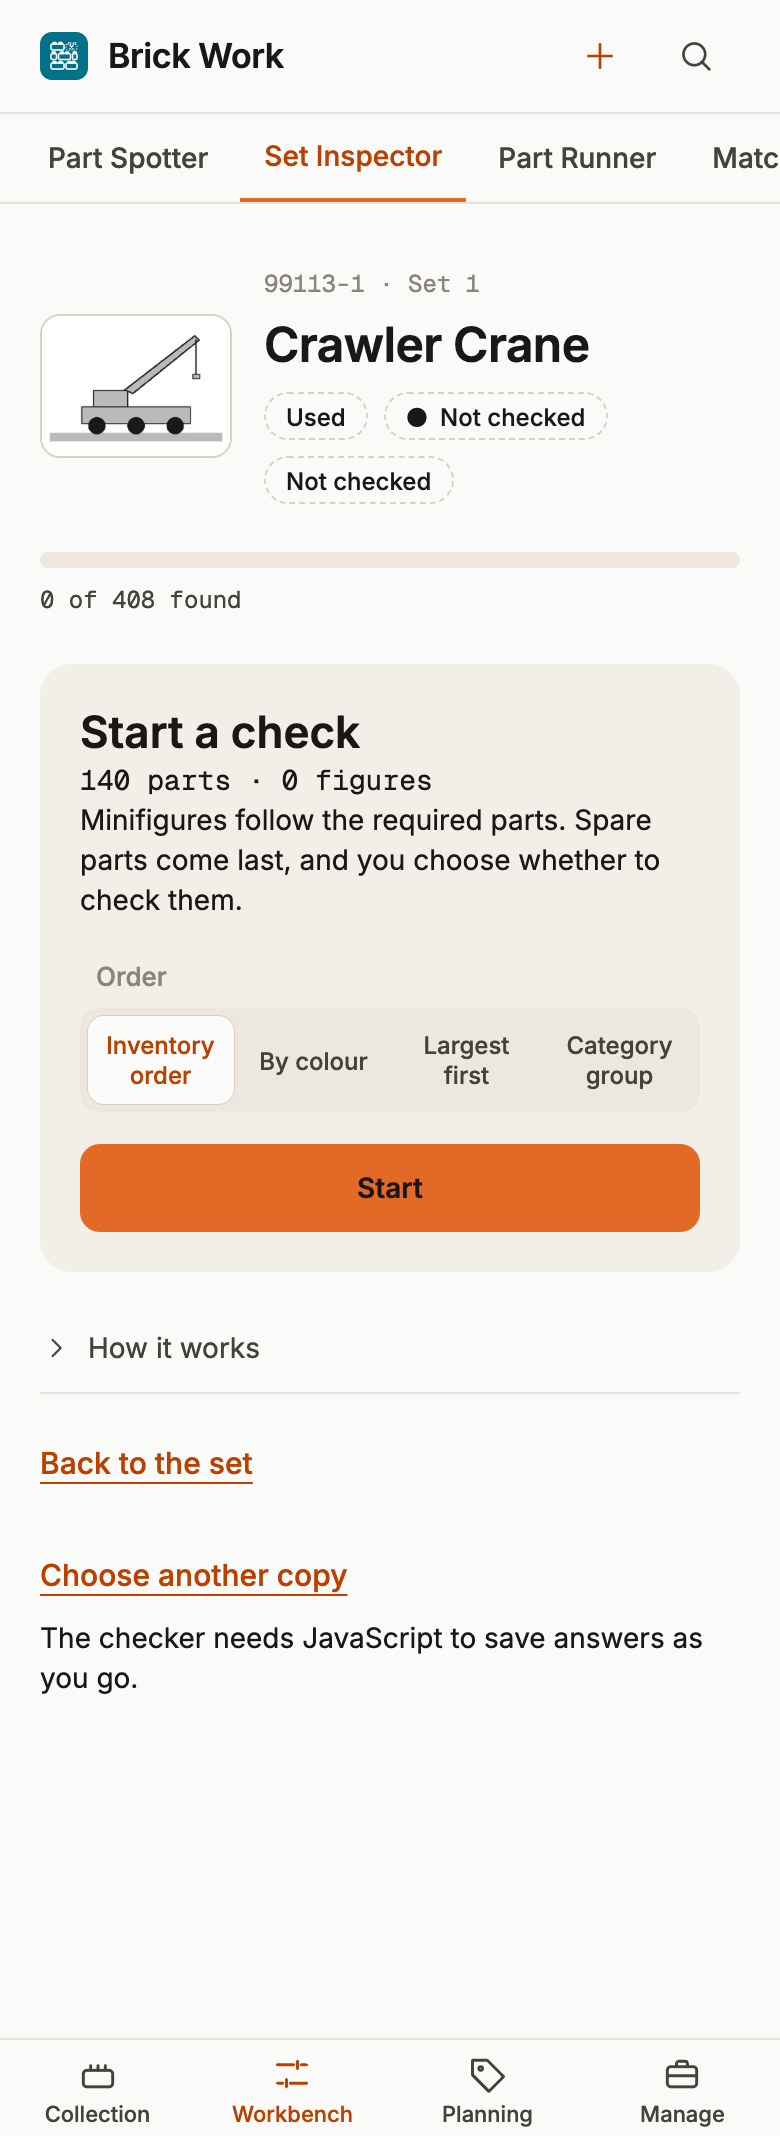 Brick Work
Part Spotter
Set Inspector
Part Runner
Matc
99113-1 · Set 1
Crawler Crane
Used
Not checked
Not checked
0 of 408 found
Start a check
140 parts · 0 figures
Minifigures follow the required parts. Spare
parts come last, and you choose whether to
check them.
Order
Inventory
order
By colour
Largest
first
Category
group
Start
How it works
Back to the set
Choose another copy
The checker needs JavaScript to save answers as
you go.
Collection
Workbench
Planning
Manage